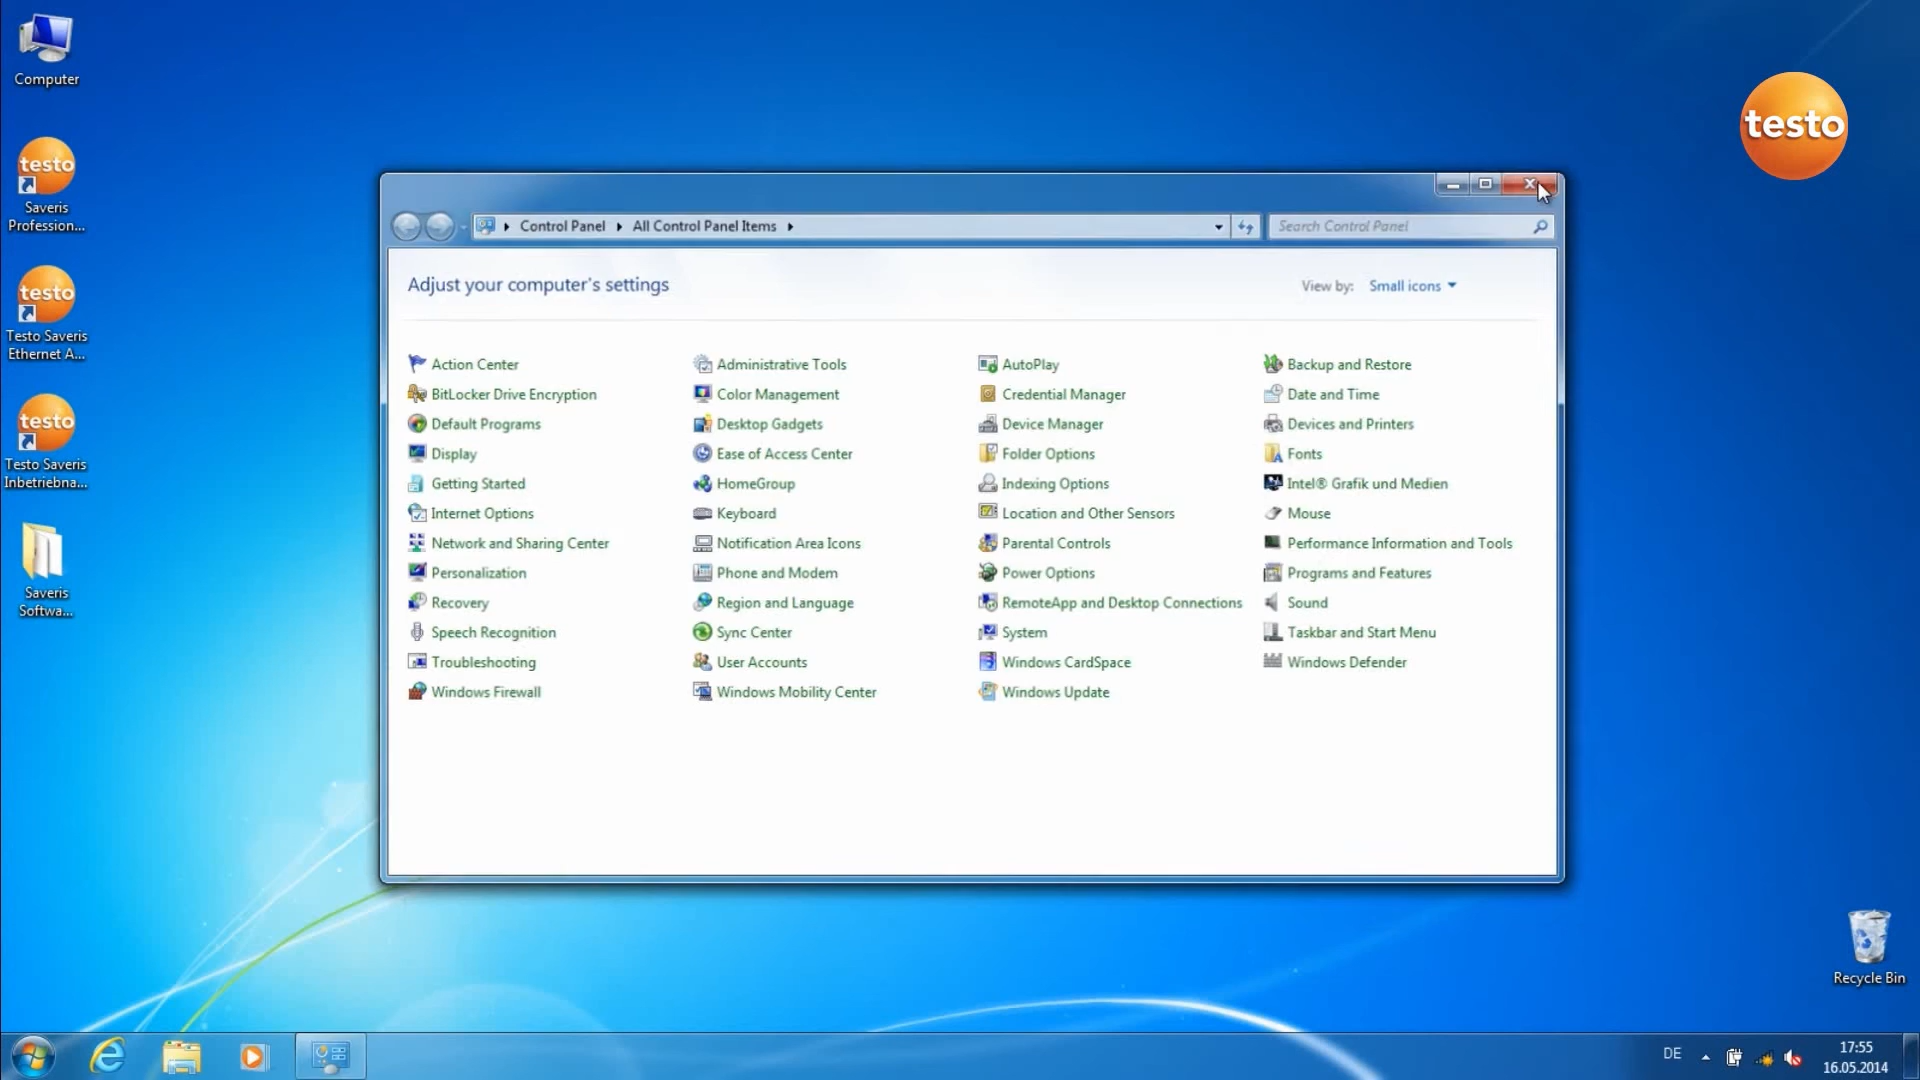 Computer
testo
Saveris
Profession...
testo
Testo Saveris
Ethernet A...
testo
Testo Saveris
Inbetriebna...
Saveris
Softwa...
testo
Control Panel
All Control Panel Items
Search Control Panel
Adjust your computer's settings
View by: Small icons
Action Center
Administrative Tools
AutoPlay
Backup and Restore
BitLocker Drive Encryption
Color Management
Credential Manager
Date and Time
Default Programs
Desktop Gadgets
Device Manager
Devices and Printers
Display
Ease of Access Center
Folder Options
Fonts
Getting Started
HomeGroup
Indexing Options
Intel® Grafik und Medien
Internet Options
Keyboard
Location and Other Sensors
Mouse
Network and Sharing Center
Notification Area Icons
Parental Controls
Performance Information and Tools
Personalization
Phone and Modem
Power Options
Programs and Features
Recovery
Region and Language
RemoteApp and Desktop Connections
Sound
Speech Recognition
Sync Center
System
Taskbar and Start Menu
Troubleshooting
User Accounts
Windows CardSpace
Windows Defender
Windows Firewall
Windows Mobility Center
Windows Update
Recycle Bin
DE
17:55
16.05.2014